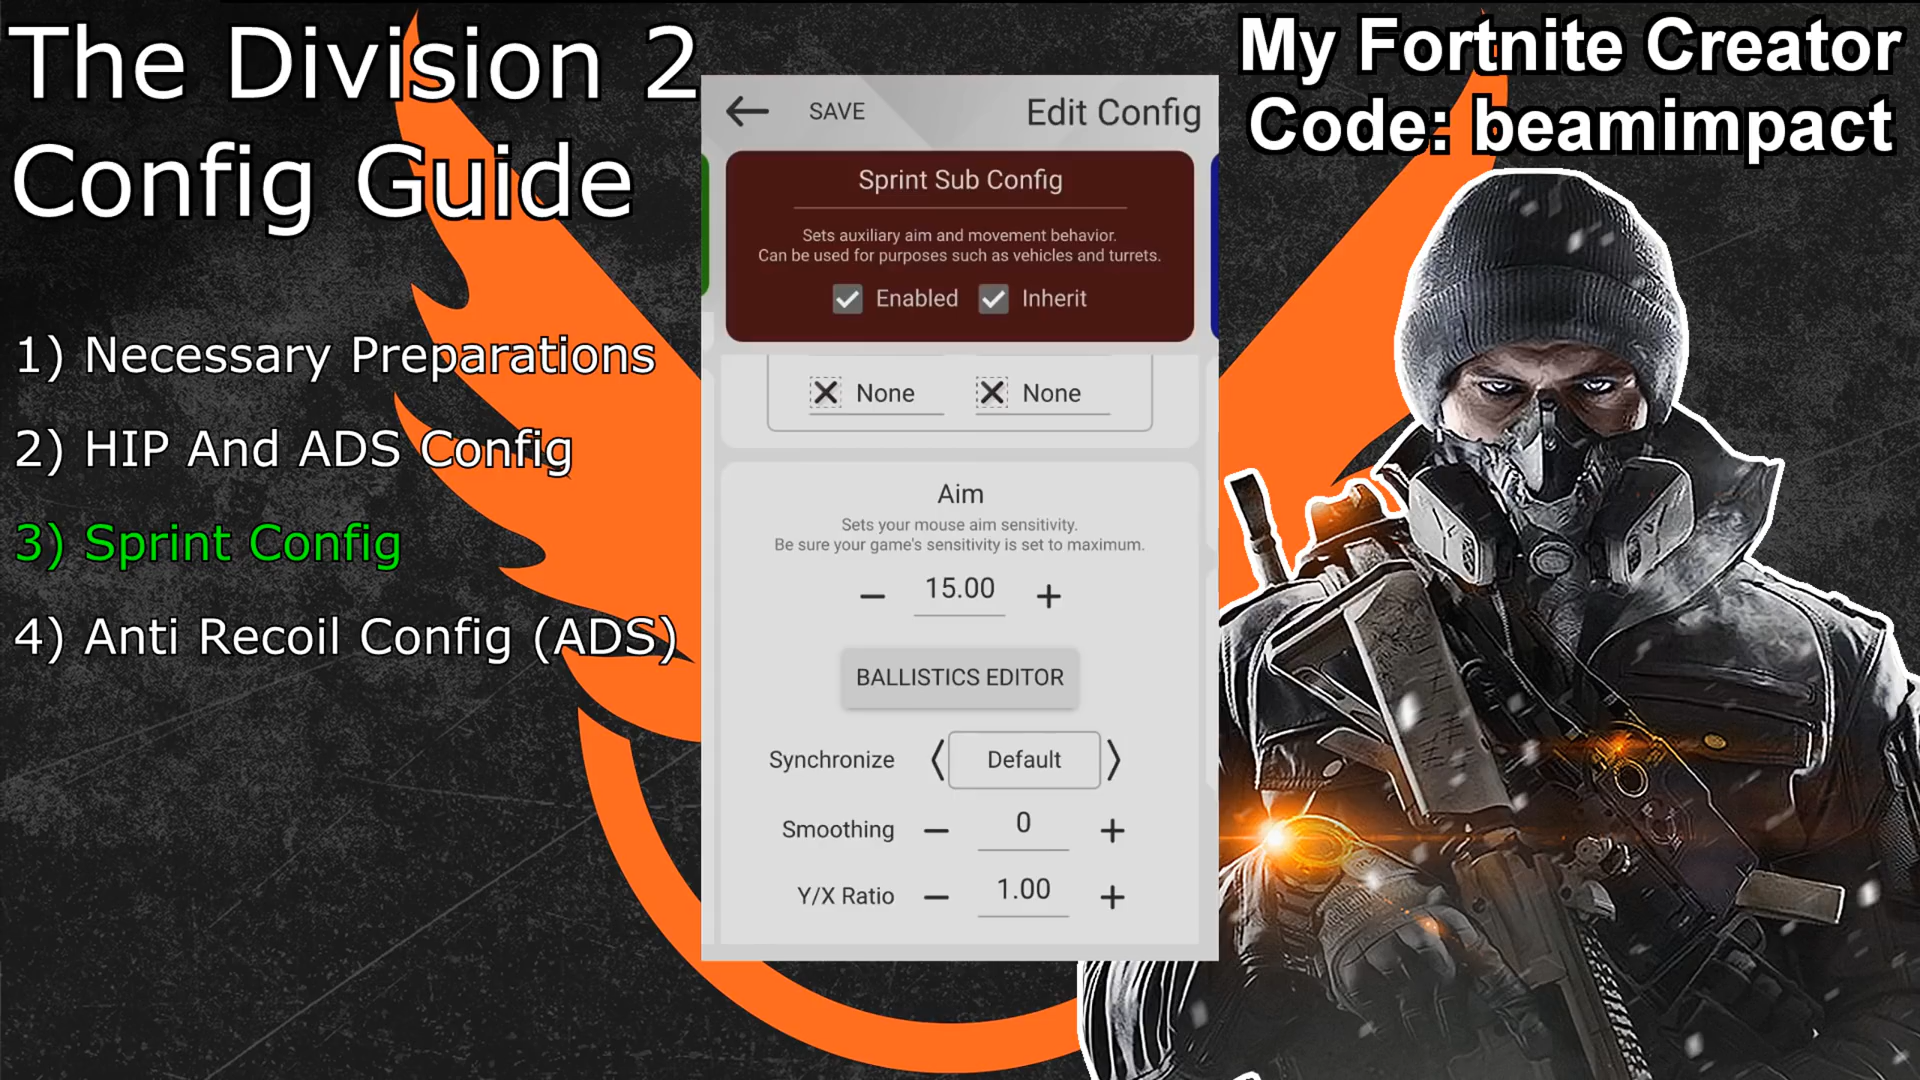 The Division 2
Config Guide
1) Necessary Preparations
2) HIP And ADS Config
3) Sprint Config
4) Anti Recoil Config (ADS)
SAVE
Edit Config
Sprint Sub Config
Sets auxiliary aim and movement behavior.
Can be used for purposes such as vehicles and turrets.
Enabled
Inherit
None
None
Aim
Sets your mouse aim sensitivity.
Be sure your game's sensitivity is set to maximum.
15.00
BALLISTICS EDITOR
Synchronize
Default
Smoothing
0
Y/X Ratio
1.00
My Fortnite Creator
Code: beamimpact